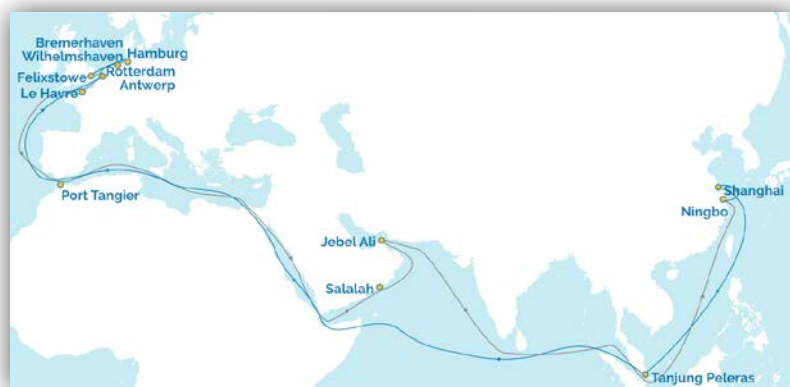 Bremerhaven
Wilhelmshaven
Hamburg
Felixstowe
Rotterdam
Le Havre
Antwerp
Port Tangier
Shanghai
Ningbo
Jebel Ali
Salalah
Tanjung Peleras